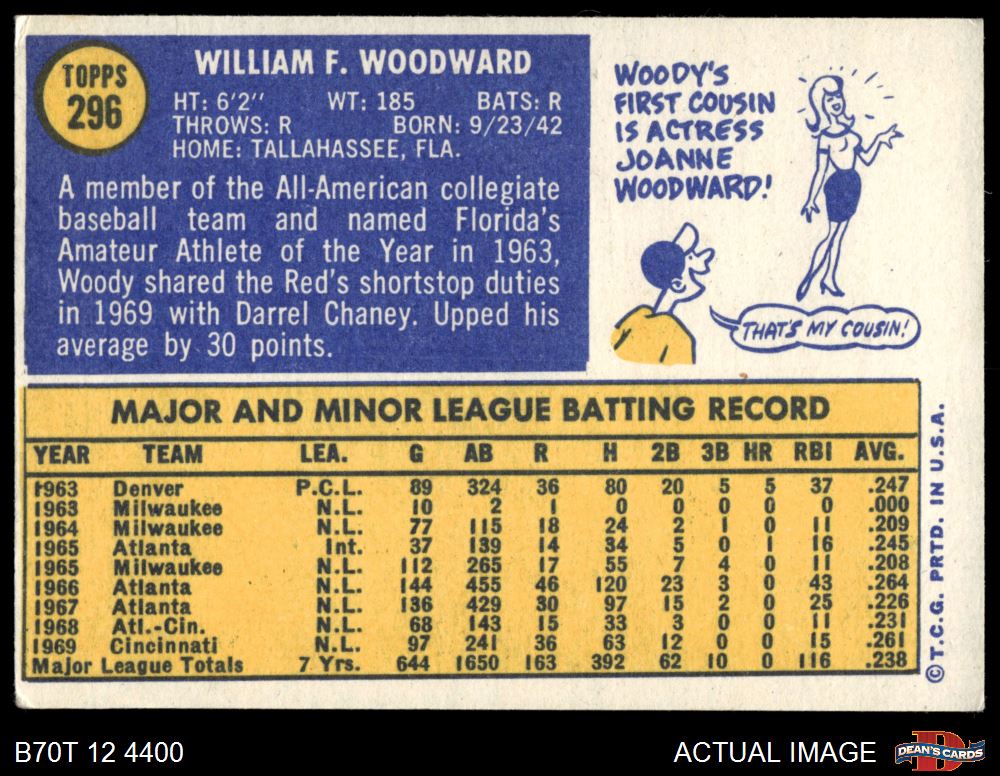 TOPPS
296
WILLIAM F. WOODWARD
HT: 6'2" WT: 185 BATS: R
THROWS: R BORN: 9/23/42
HOME: TALLAHASSEE, FLA.
A member of the All-American collegiate
baseball team and named Florida's
Amateur Athlete of the Year in 1963,
Woody shared the Red's shortstop duties
in 1969 with Darrel Chaney. Upped his
average by 30 points.
WOODY'S
FIRST COUSIN
IS ACTRESS
JOANNE
WOODWARD!
THAT'S MY COUSIN!
MAJOR AND MINOR LEAGUE BATTING RECORD
YEAR TEAM LEA. G AB R H 2B 3B HR RBI AVG.
1963 Denver P.C.L. 89 324 36 80 20 5 5 37 .247
1963 Milwaukee N.L. 10 2 1 0 0 0 0 0 .000
1964 Milwaukee N.L. 77 115 18 24 2 1 0 11 .209
1965 Atlanta Int. 37 139 14 34 5 0 1 16 .245
1965 Milwaukee N.L. 112 265 17 55 7 4 0 11 .208
1966 Atlanta N.L. 144 455 46 120 23 3 0 43 .264
1967 Atlanta N.L. 136 429 30 97 15 2 0 25 .226
1968 Atl.-Cin. N.L. 68 143 15 33 3 0 0 11 .231
1969 Cincinnati N.L. 97 241 36 63 12 0 0 15 .261
Major League Totals 7 Yrs. 644 1650 163 392 62 10 0 116 .238
©T.C.G. PRTD. IN U.S.A.
B70T 12 4400
ACTUAL IMAGE
DEAN'S CARDS